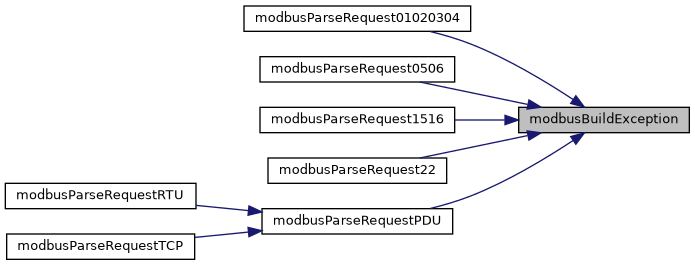 modbusParseRequest01020304
modbusParseRequest0506
modbusBuildException
modbusParseRequest1516
modbusParseRequest22
modbusParseRequestRTU
modbusParseRequestPDU
modbusParseRequestTCP